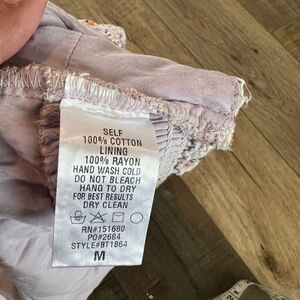 SELF
100% COTTON
LINING
100% RAYON
HAND WASH COLD
DO NOT BLEACH
HANG TO DRY
FOR BEST RESULTS
DRY CLEAN
RN#151680
PO#2684
STYLE#BT1864
M